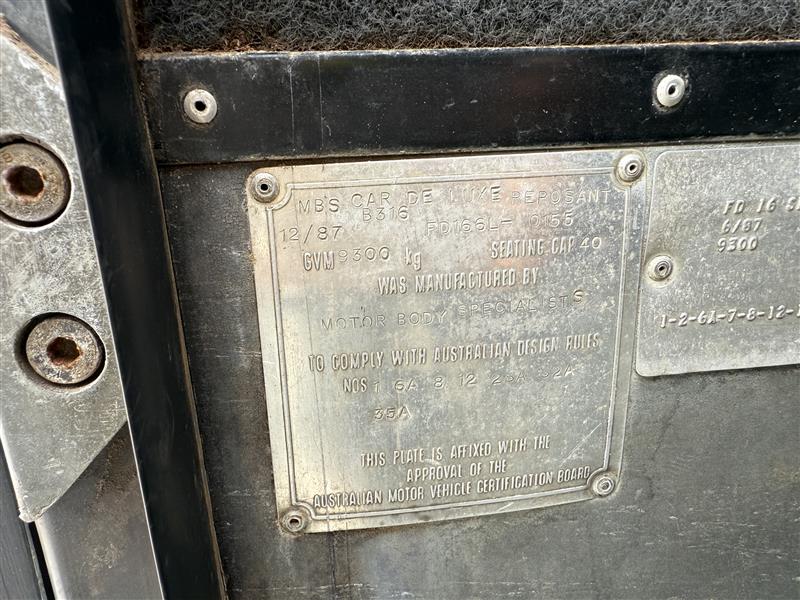 MBS CAR DE LUXE REPOSANT
B316
12/87 FD166L- 0155
GVM 9300 kg SEATING CAP 40
WAS MANUFACTURED BY
MOTOR BODY SPECIALISTS
TO COMPLY WITH AUSTRALIAN DESIGN RULES
NOS 1 6A 8 12
35A
THIS PLATE IS AFFIXED WITH THE
APPROVAL OF THE
AUSTRALIAN MOTOR VEHICLE CERTIFICATION BOARD
FD 16
6/87
9300
1-2-6A-7-8-12-